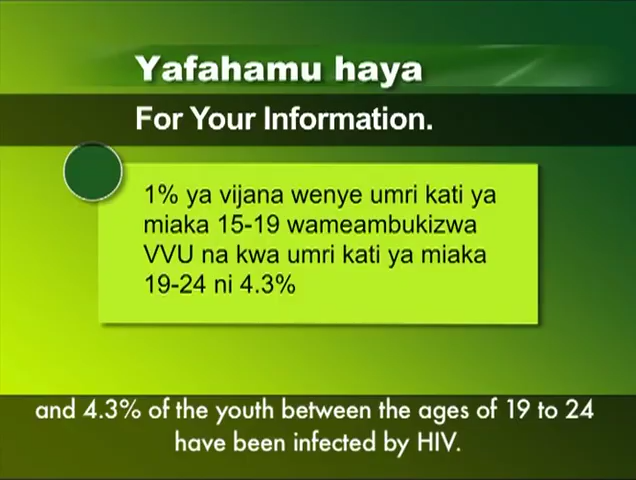 Yafahamu haya
For Your Information.
1% ya vijana wenye umri kati ya
miaka 15-19 wameambukizwa
VVU na kwa umri kati ya miaka
19-24 ni 4.3%
and 4.3% of the youth between the ages of 19 to 24
have been infected by HIV.